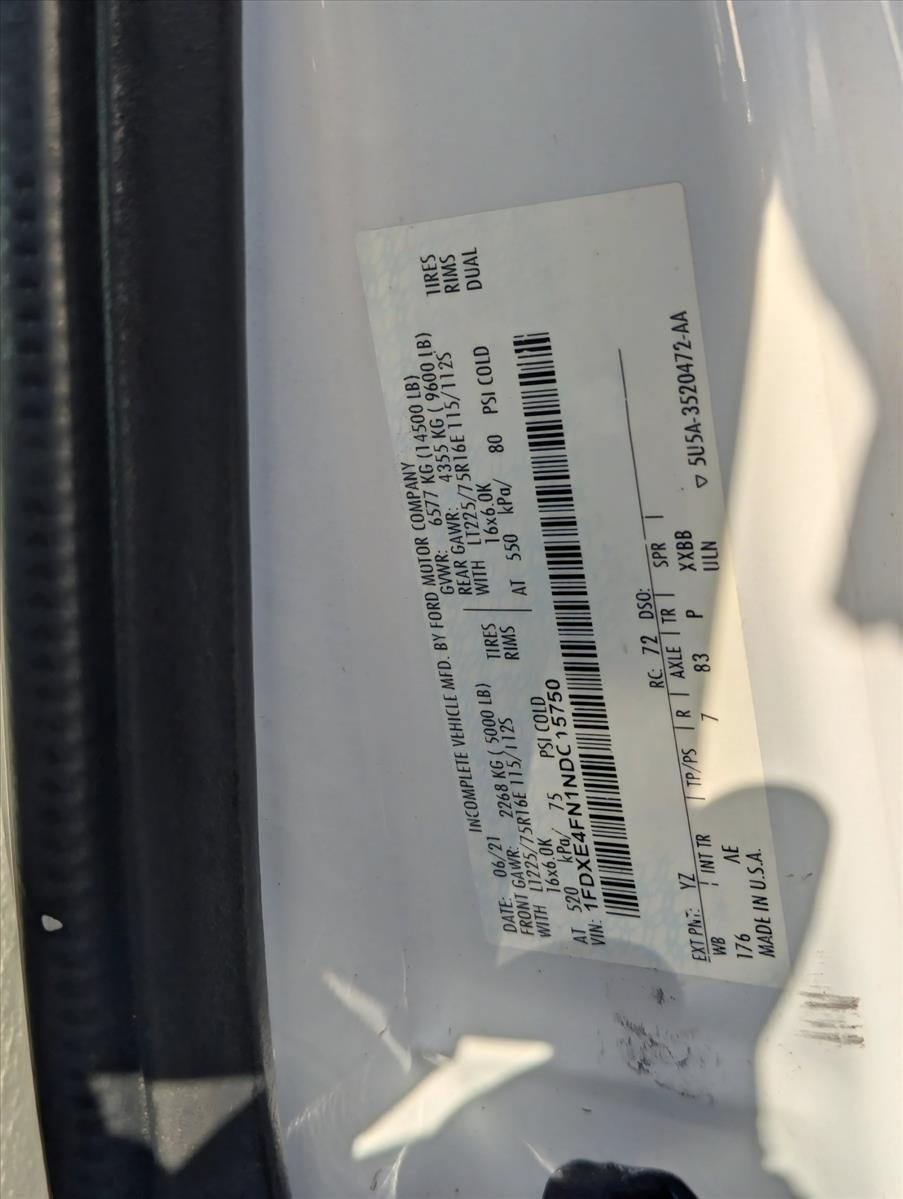 INCOMPLETE VEHICLE MFD. BY FORD MOTOR COMPANY
DATE: 06/21 GVWR: 6577 KG (14500 LB)
FRONT GAWR: 2268 KG ( 5000 LB) REAR GAWR: 4355 KG ( 9600 LB)
WITH LT225/75R16E 115/112S TIRES WITH LT225/75R16E 115/112S TIRES
16x6.0K RIMS 16x6.0K RIMS
AT 520 kPa/ 75 PSI COLD AT 550 kPa/ 80 PSI COLD DUAL
VIN: 1FDXE4FN1NDC15750
EXT PNT: YZ RC: 72 DSO:
WB INT TR TP/PS R AXLE TR SPR
176 AE 7 83 P XXBB
MADE IN U.S.A. ULN
▽ 5U5A-3520472-AA